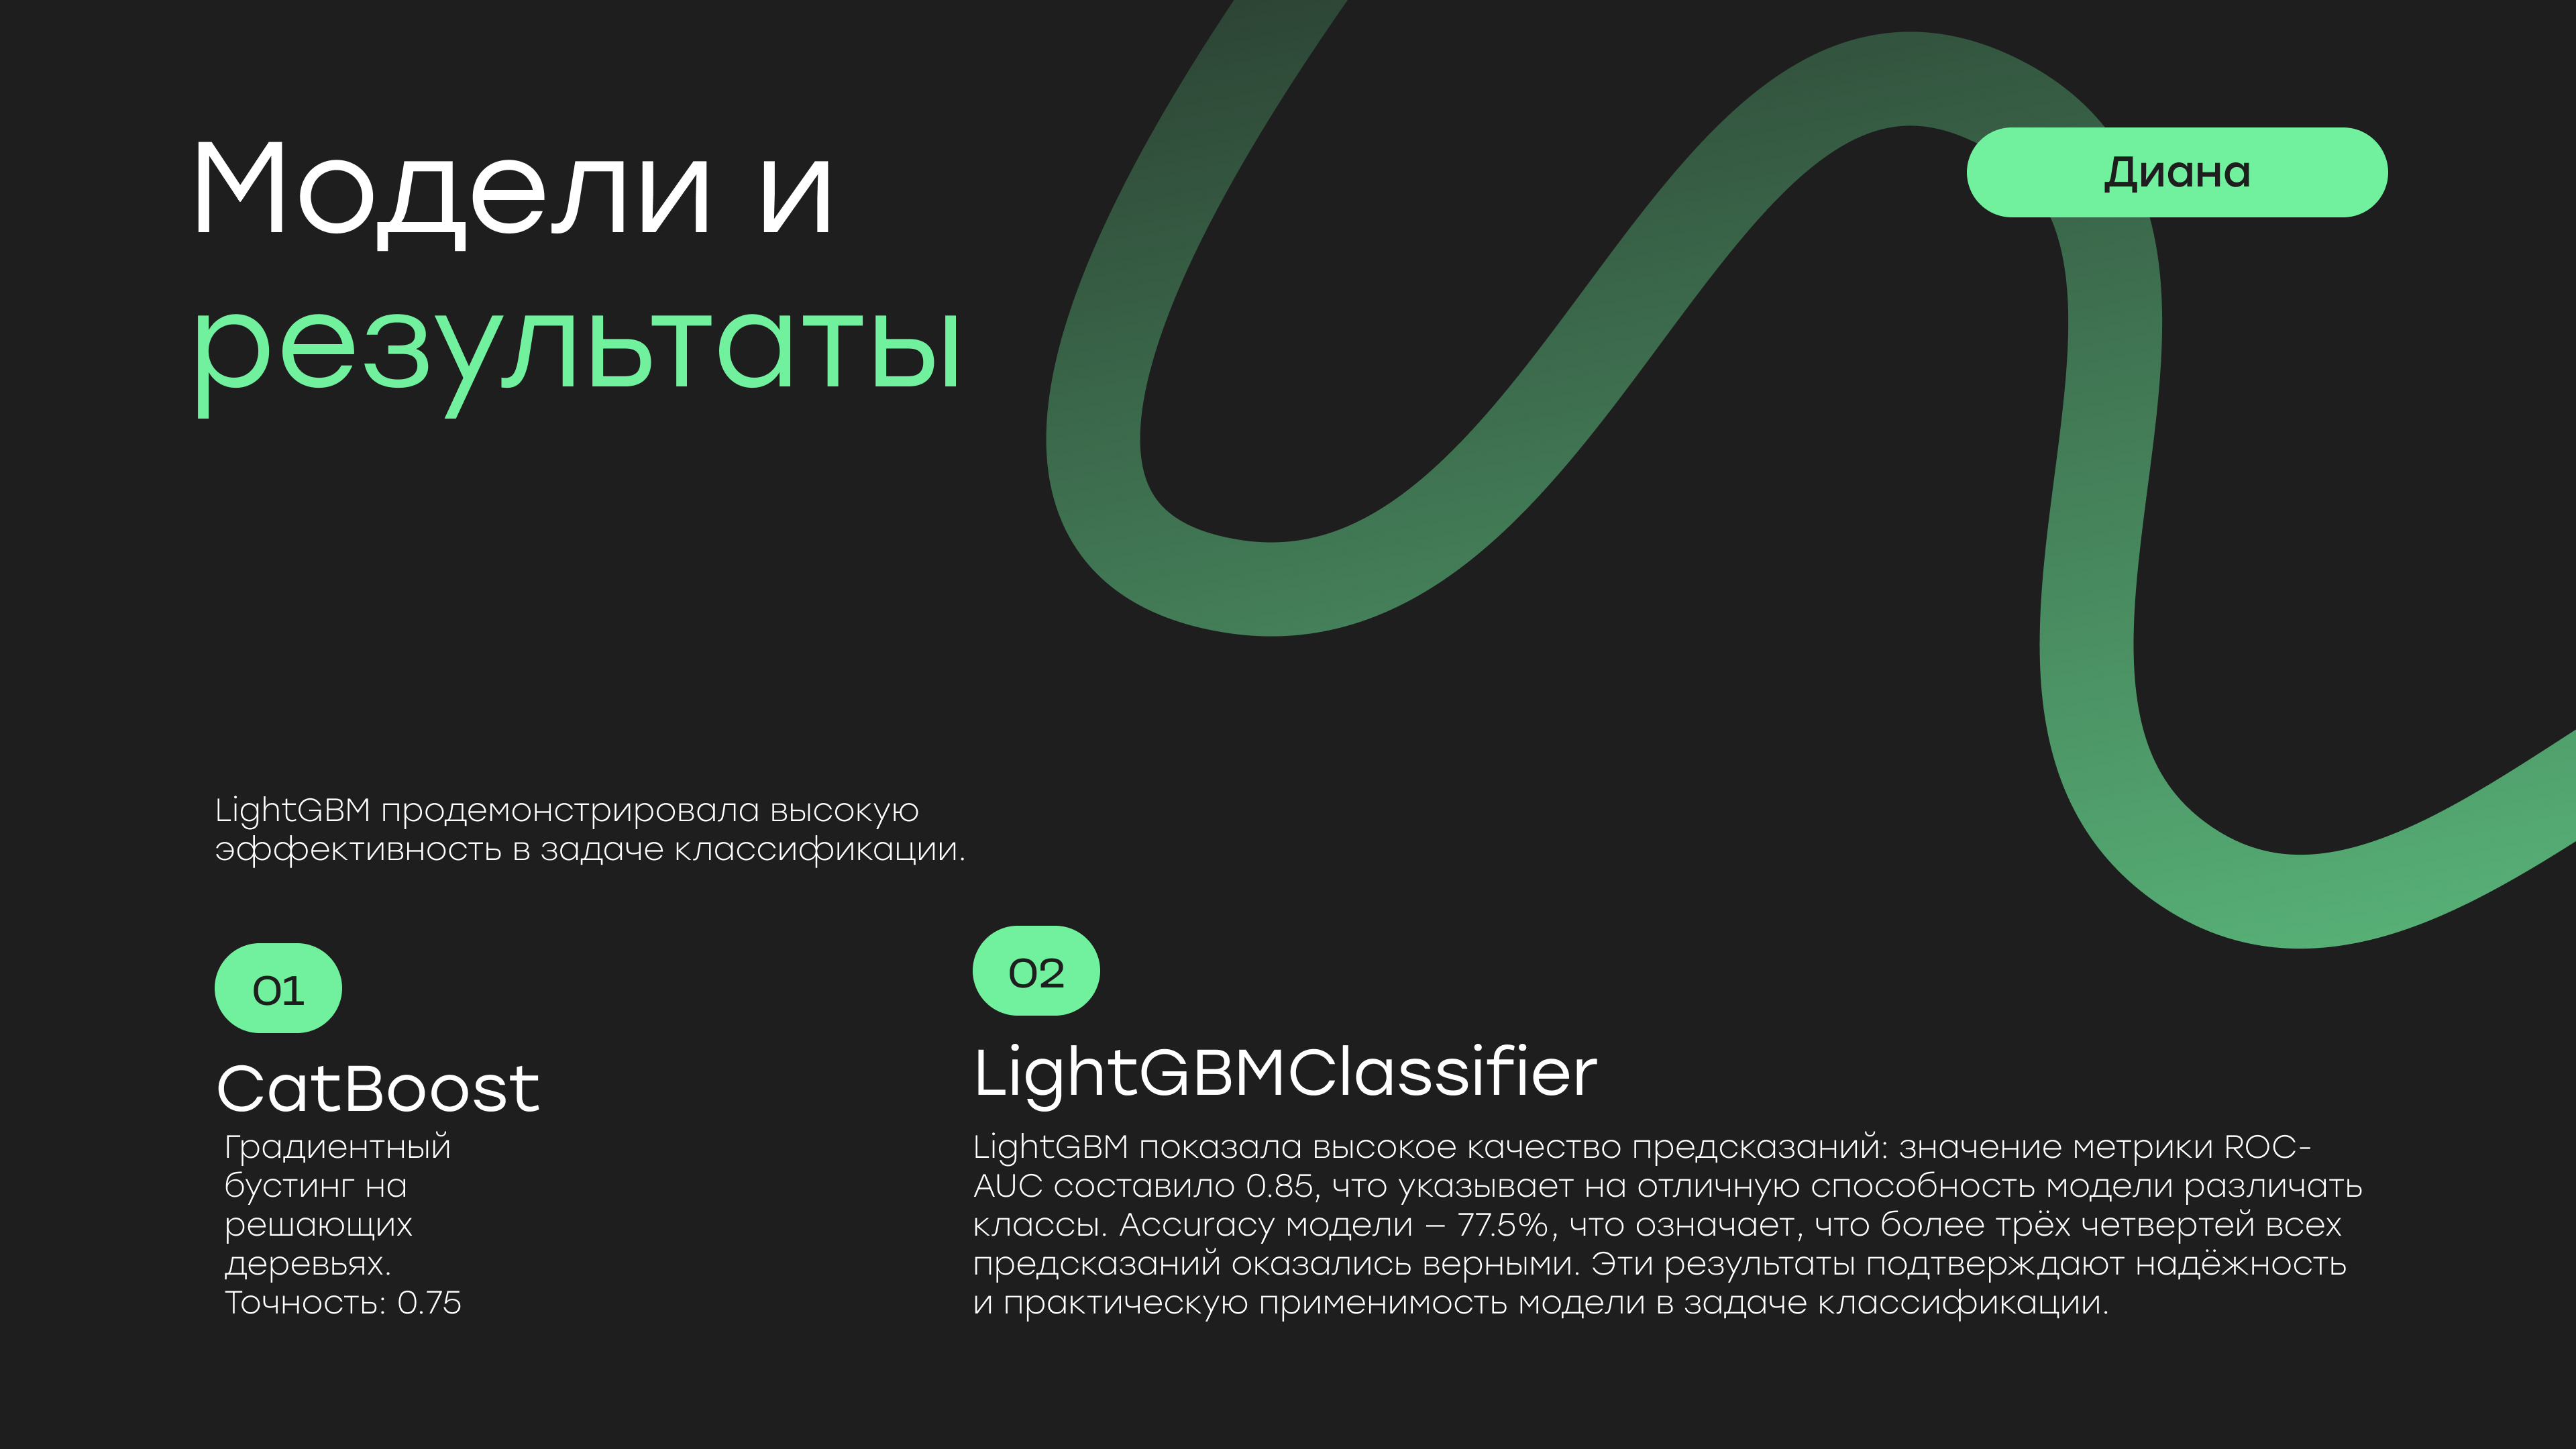 Модели и
результаты
Диана
LightGBM продемонстрировала высокую
эффективность в задаче классификации.
01
CatBoost
Градиентный
бустинг на
решающих
деревьях.
Точность: 0.75
02
LightGBMClassifier
LightGBM показала высокое качество предсказаний: значение метрики ROC-
AUC составило 0.85, что указывает на отличную способность модели различать
классы. Accuracy модели — 77.5%, что означает, что более трёх четвертей всех
предсказаний оказались верными. Эти результаты подтверждают надёжность
и практическую применимость модели в задаче классификации.